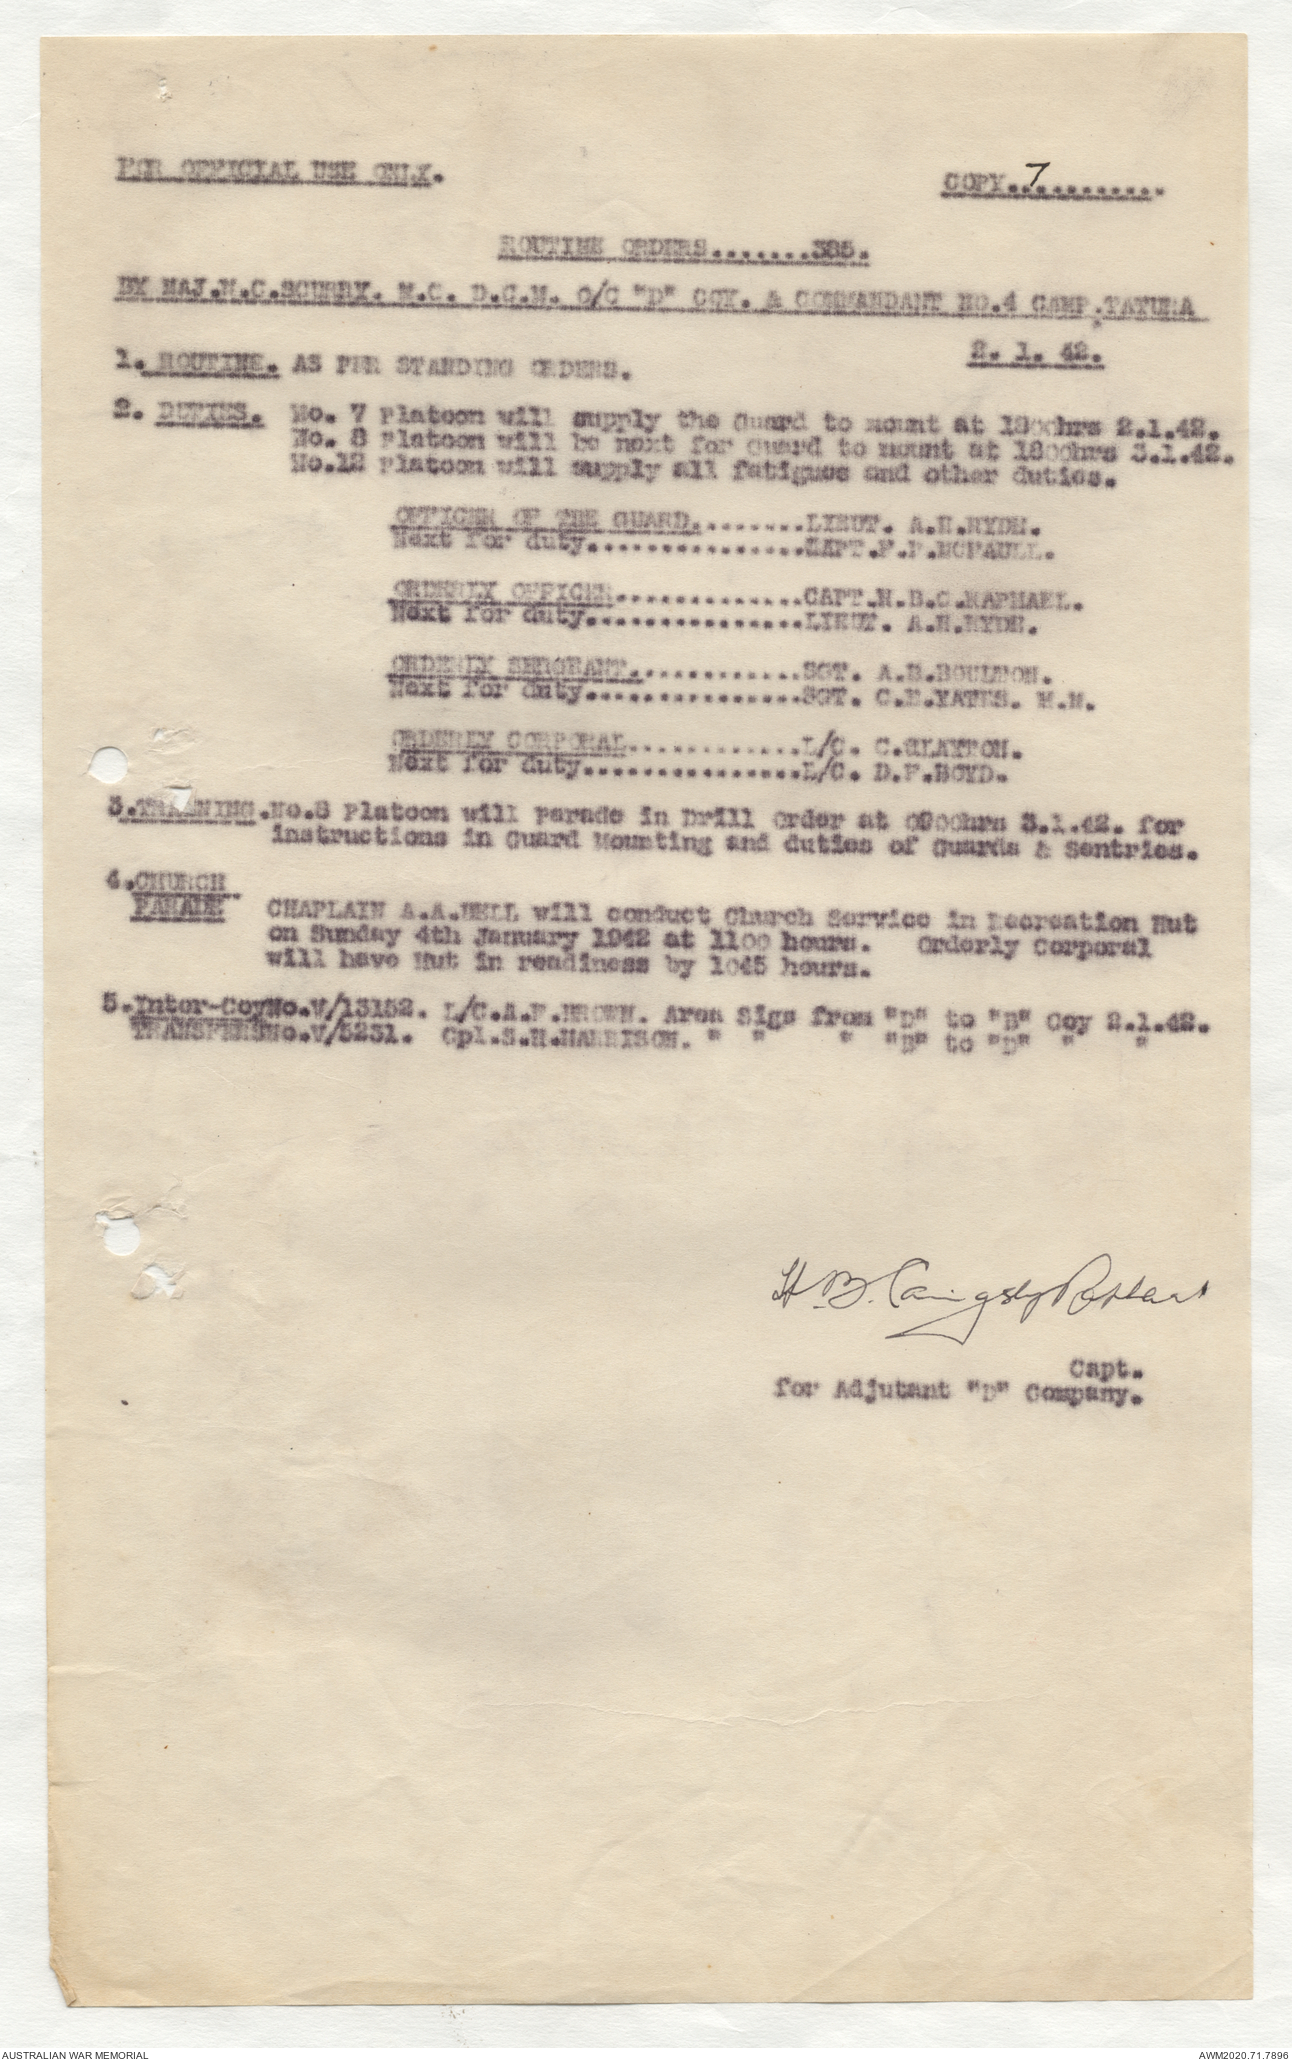 FOR OFFICIAL USE ONLY.
COPY..7..........
ROUTINE ORDERS.......385.
BY MAJ.W.C.SCURRY. M.C. D.C.M. O/C "D" COY. & COMMANDANT NO.4 CAMP.TATURA
2. 1. 42.
1. ROUTINE. AS PER STANDING ORDERS.
2. DUTIES. No. 7 Platoon will supply the Guard to mount at 1800hrs 2.1.42.
No. 8 Platoon will be next for Guard to mount at 1800hrs 3.1.42.
No.12 Platoon will supply all fatigues and other duties.
OFFICER OF THE GUARD........LIEUT. A.H.HYDE.
Next for duty................CAPT.F.P.MCPAULL.
ORDERLY OFFICER.............CAPT.H.B.C.RAPHAEL.
Next for duty................LIEUT. A.H.HYDE.
ORDERLY SERGEANT............SGT. A.B.BOULTON.
Next for duty................SGT. C.E.YATES. M.M.
ORDERLY CORPORAL............L/C. C.CLAYTON.
Next for duty................L/C. D.F.BOYD.
3.TRAINING.No.8 Platoon will Parade in Drill Order at 0900hrs 3.1.42. for
instructions in Guard Mounting and duties of Guards & Sentries.
4.CHURCH
PARADE CHAPLAIN A.A.BELL will conduct Church Service in Recreation Hut
on Sunday 4th January 1942 at 1100 hours. Orderly Corporal
will have Hut in readiness by 1045 hours.
5.Inter-CoyNo.V/13152. L/C.A.F.BROWN. Area Sigs from "D" to "B" Coy 2.1.42.
TRANSFERSNo.V/5231. Cpl.S.H.HARRISON. " " " "B" to "D" " "
H.B. Caningsby Raphael
Capt.
for Adjutant "D" Company.
AUSTRALIAN WAR MEMORIAL
AWM2020.71.7896